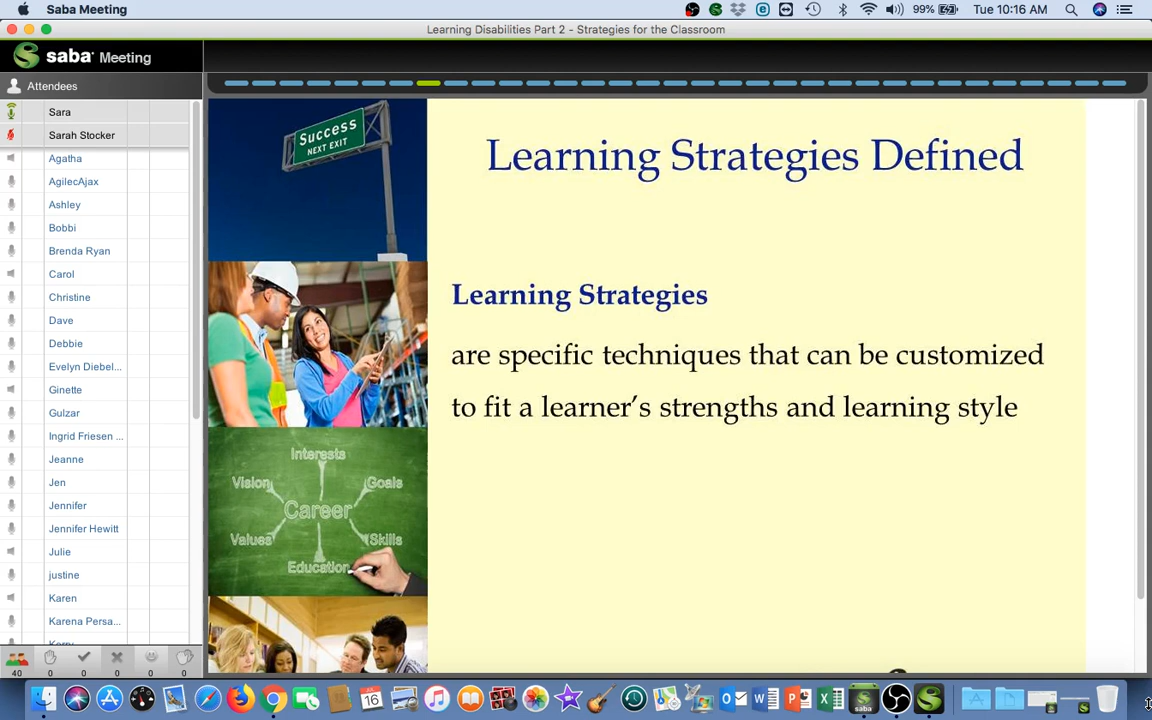 Saba Meeting
99%
Tue 10:16 AM
Learning Disabilities Part 2 - Strategies for the Classroom
saba Meeting
Attendees
Sara
Sarah Stocker
Agatha
AgilecAjax
Ashley
Bobbi
Brenda Ryan
Carol
Christine
Dave
Debbie
Evelyn Diebel...
Ginette
Gulzar
Ingrid Friesen ...
Jeanne
Jen
Jennifer
Jennifer Hewitt
Julie
justine
Karen
Karena Persa...
Kerry
40 0 0 0 0 0
Success
NEXT EXIT
Interests
Vision
Goals
Career
Values
Skills
Education
Learning Strategies Defined
Learning Strategies
are specific techniques that can be customized
to fit a learner's strengths and learning style
16
saba